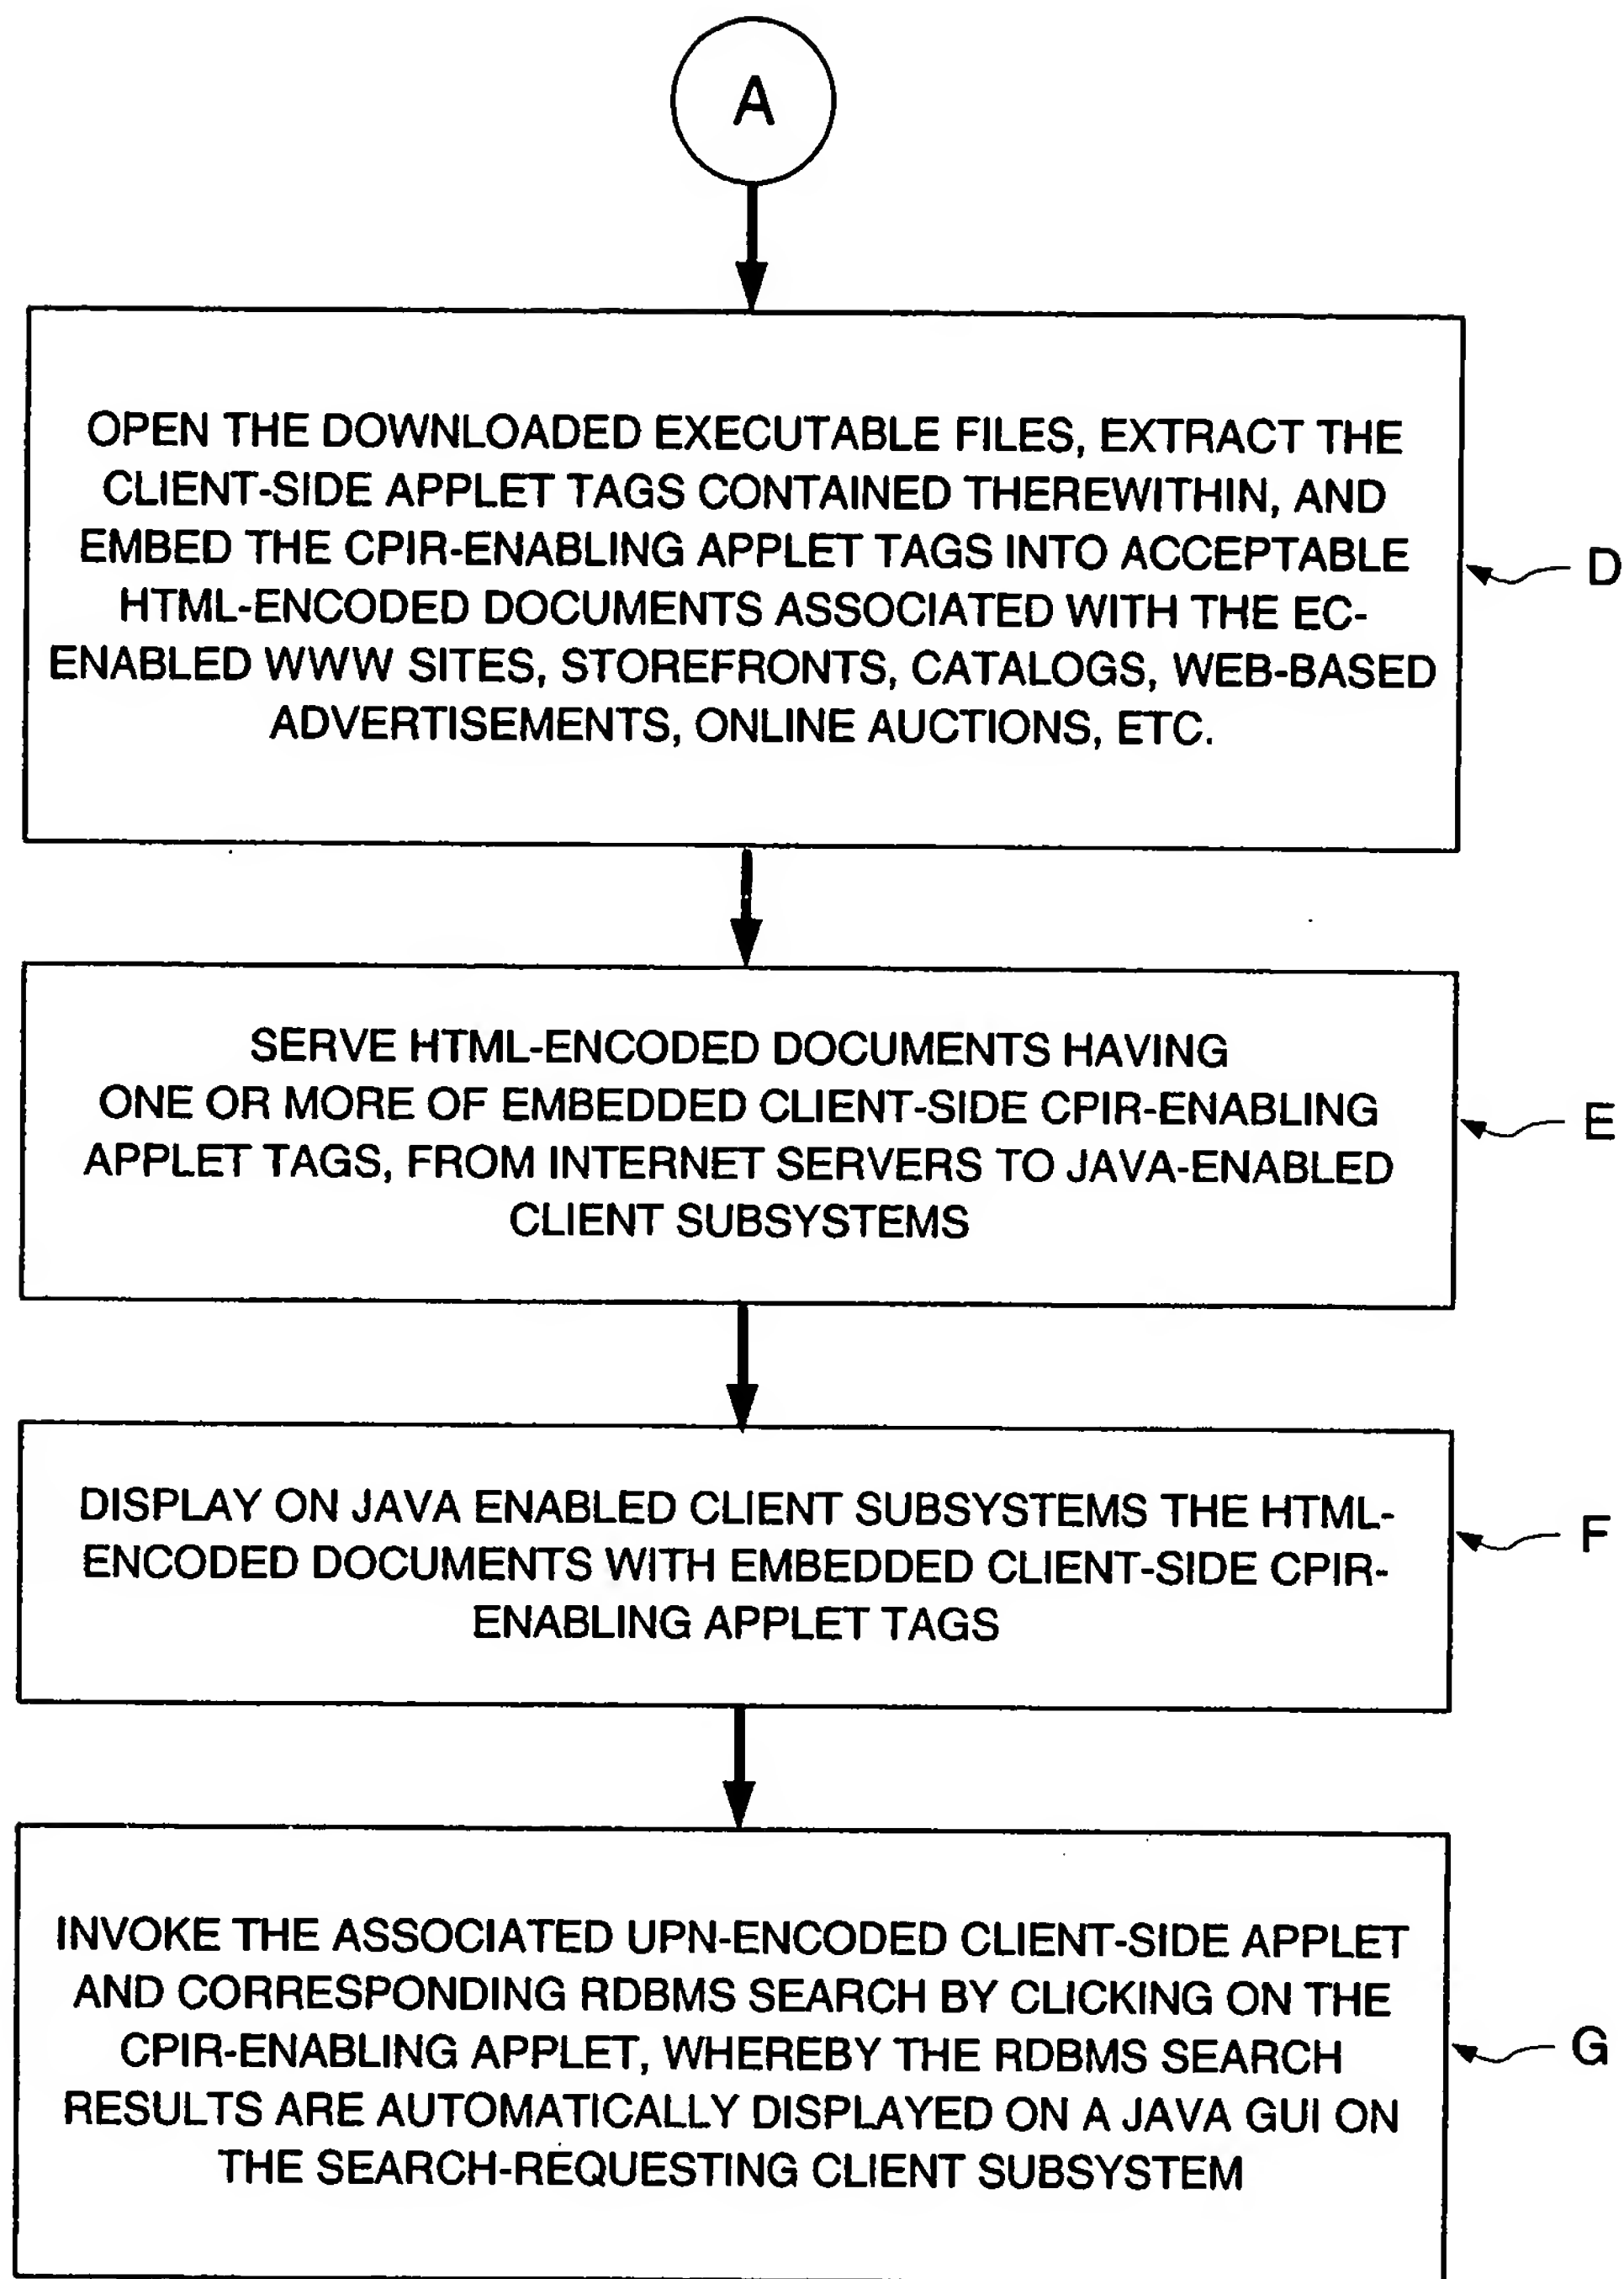 A
OPEN THE DOWNLOADED EXECUTABLE FILES, EXTRACT THE
CLIENT-SIDE APPLET TAGS CONTAINED THEREWITHIN, AND
EMBED THE CPIR-ENABLING APPLET TAGS INTO ACCEPTABLE
HTML-ENCODED DOCUMENTS ASSOCIATED WITH THE EC-
ENABLED WWW SITES, STOREFRONTS, CATALOGS, WEB-BASED
ADVERTISEMENTS, ONLINE AUCTIONS, ETC.
D
SERVE HTML-ENCODED DOCUMENTS HAVING
ONE OR MORE OF EMBEDDED CLIENT-SIDE CPIR-ENABLING
APPLET TAGS, FROM INTERNET SERVERS TO JAVA-ENABLED
CLIENT SUBSYSTEMS
E
DISPLAY ON JAVA ENABLED CLIENT SUBSYSTEMS THE HTML-
ENCODED DOCUMENTS WITH EMBEDDED CLIENT-SIDE CPIR-
ENABLING APPLET TAGS
F
INVOKE THE ASSOCIATED UPN-ENCODED CLIENT-SIDE APPLET
AND CORRESPONDING RDBMS SEARCH BY CLICKING ON THE
CPIR-ENABLING APPLET, WHEREBY THE RDBMS SEARCH
RESULTS ARE AUTOMATICALLY DISPLAYED ON A JAVA GUI ON
THE SEARCH-REQUESTING CLIENT SUBSYSTEM
G